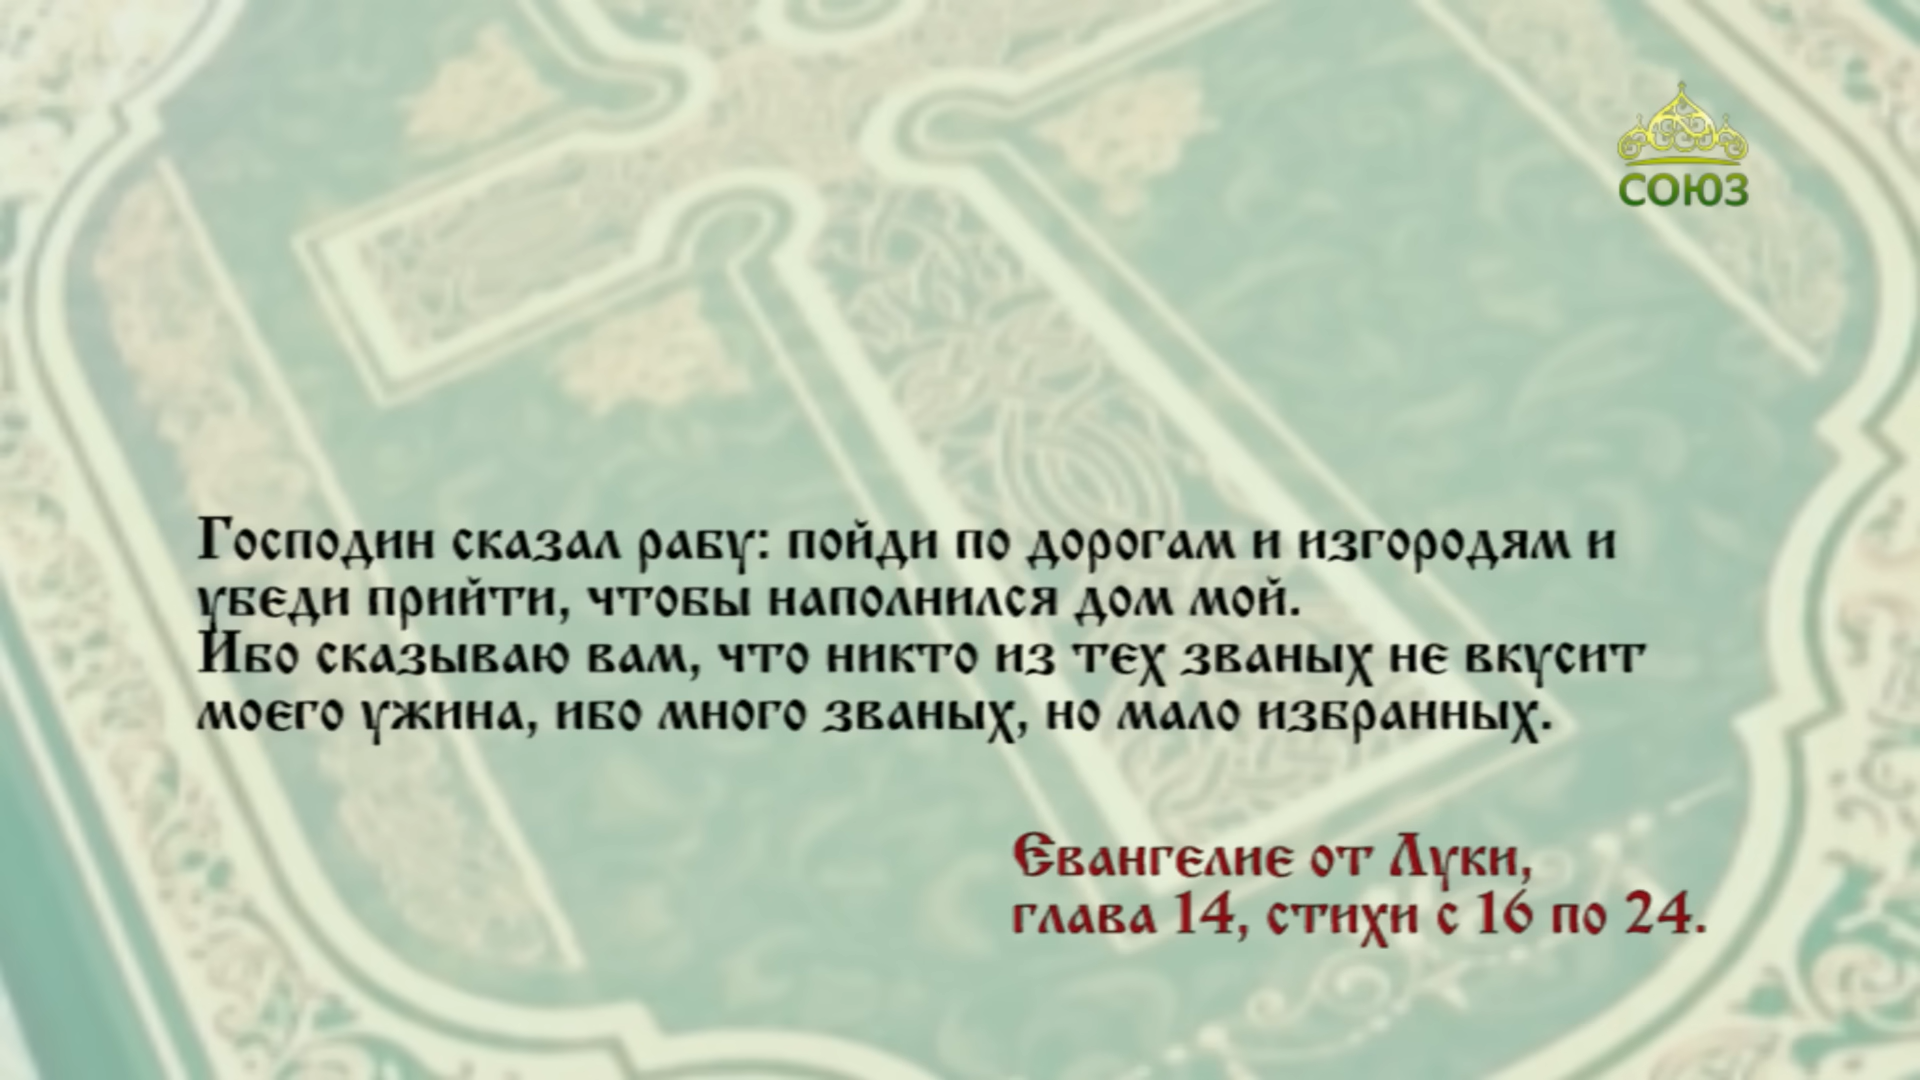 СОЮЗ
Господин сказал рабу: пойди по дорогам и изгородям и
убеди прийти, чтобы наполнился дом мой.
Ибо сказываю вам, что никто из тех званых не вкусит
моего ужина, ибо много званых, но мало избранных.
Евангелие от Луки,
глава 14, стихи с 16 по 24.